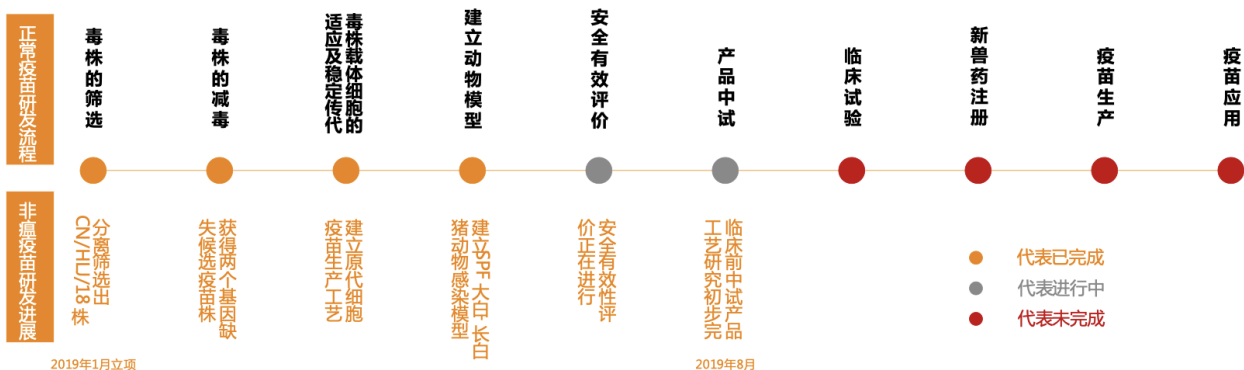 正常疫苗研发流程
毒株的筛选
毒株的减毒
毒株载体细胞的
适应及稳定传代
建立动物模型
安全有效评价
产品中试
临床试验
新兽药注册
疫苗生产
疫苗应用
非瘟疫苗研发进展
分离筛选出
CN/HLJ/18 株
获得两个基因缺
失候选疫苗株
建立原代细胞
疫苗生产工艺
建立SPF 大白- 长白
猪动物感染模型
安全有效性评
价正在进行
临床前中试产品
工艺研究初步完
代表已完成
代表进行中
代表未完成
2019年1月立项
2019年8月